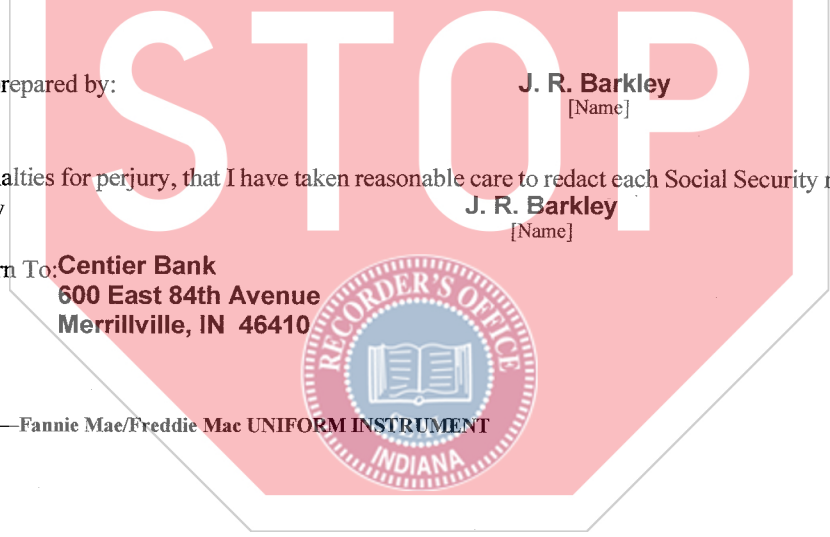 STOP
repared by:
J. R. Barkley
[Name]
alties for perjury, that I have taken reasonable care to redact each Social Security
J. R. Barkley
[Name]
n To:Centier Bank
600 East 84th Avenue
Merrillville, IN 46410
RECORDER'S OFFICE
INDIANA
—Fannie Mae/Freddie Mac UNIFORM INSTRUMENT